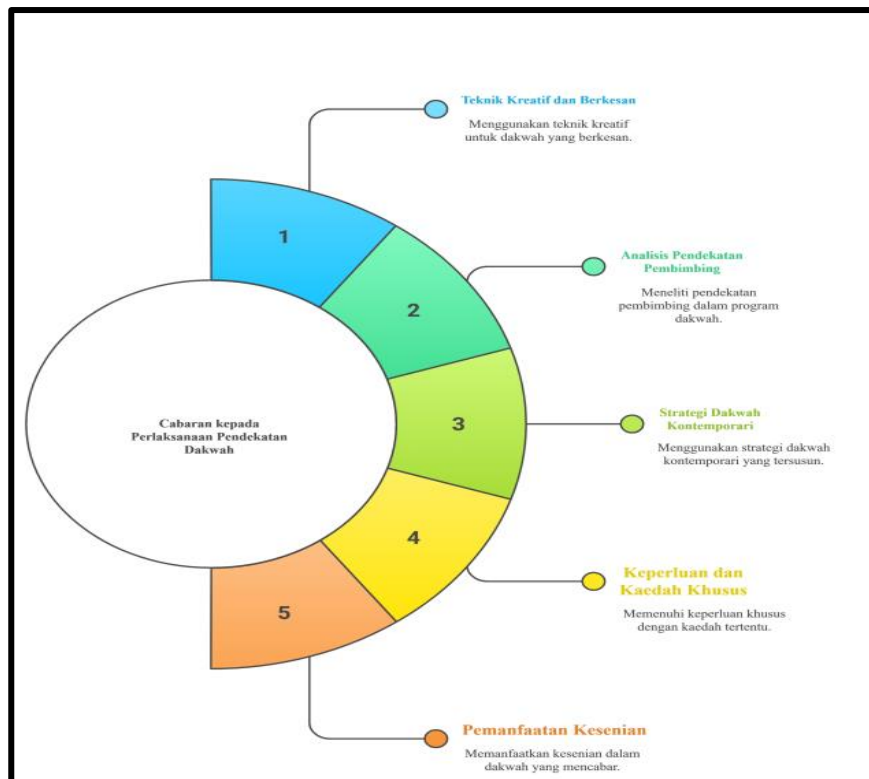 Teknik Kreatif dan Berkesan
Menggunakan teknik kreatif
untuk dakwah yang berkesan.
1
Analisis Pendekatan
Pembimbing
Meneliti pendekatan
pembimbing dalam program
dakwah.
2
Cabaran kepada
Perlaksanaan Pendekatan
Dakwah
3
Strategi Dakwah
Kontemporari
Menggunakan strategi dakwah
kontemporari yang tersusun.
4
Keperluan dan
Kaedah Khusus
Memenuhi keperluan khusus
dengan kaedah tertentu.
5
Pemanfaatan Kesenian
Memanfaatkan kesenian dalam
dakwah yang mencabar.